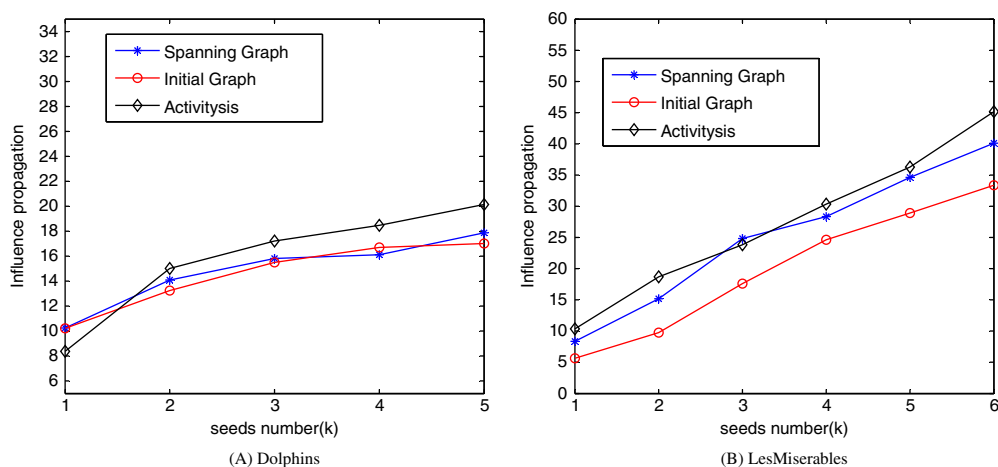 34
32
30
28
26
24
22
20
18
16
14
12
10
8
6
Influence propagation
Spanning Graph
Initial Graph
Activitysis
1 2 3 4 5
seeds number(k)
(A) Dolphins
60
55
50
45
40
35
30
25
20
15
10
5
0
Influence propagation
Spanning Graph
Initial Graph
Activitysis
1 2 3 4 5 6
seeds number(k)
(B) LesMiserables